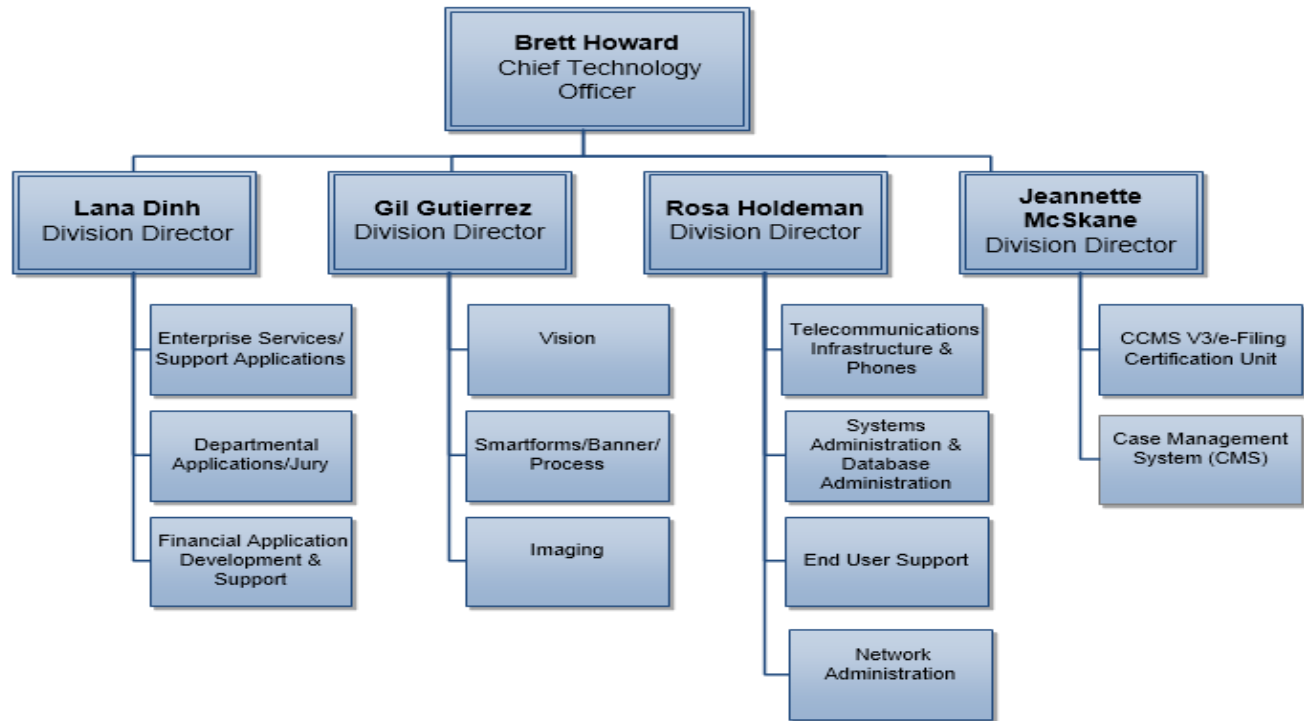 Brett Howard
Chief Technology
Officer
Lana Dinh
Division Director
Gil Gutierrez
Division Director
Rosa Holdeman
Division Director
Jeannette
McSkane
Division Director
Enterprise Services/
Support Applications
Departmental
Applications/Jury
Financial Application
Development &
Support
Vision
Smartforms/Banner/
Process
Imaging
Telecommunications
Infrastructure &
Phones
Systems
Administration &
Database
Administration
End User Support
Network
Administration
CCMS V3/e-Filing
Certification Unit
Case Management
System (CMS)